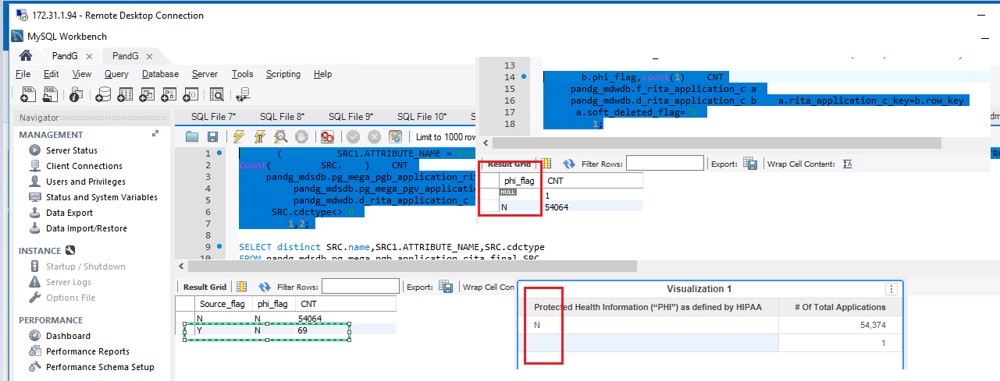 172.31.1.94 - Remote Desktop Connection
MySQL Workbench
PandG
PandG
File Edit View Query Database Server Tools Scripting Help
Navigator
MANAGEMENT
Server Status
Client Connections
Users and Privileges
Status and System Variables
Data Export
Data Import/Restore
INSTANCE
Startup / Shutdown
Server Logs
Options File
PERFORMANCE
Dashboard
Performance Reports
Performance Schema Setup
SQL File 7* SQL File 8* SQL File 9* SQL File 10*
Limit to 1000 row
1 ( SRC1.ATTRIBUTE_NAME =
2 Count( SRC. ) CNT
3 pandg_mdsdb.pg_mega_pgb_application_rit
4 pandg_mdsdb.pg_mega_pgv_application
5 pandg_mdwdb.d_rita_application_c
6 SRC.cdctype<>'D'
7 1,2;
8
9 SELECT distinct SRC.name,SRC1.ATTRIBUTE_NAME,SRC.cdctype
10 FROM pandg_mdsdb.pg_mega_pgb_application_rita_final SRC
Result Grid Filter Rows: Export: Wrap Cell Con
Source_flag phi_flag CNT
N N 54064
Y N 69
13
14 b.phi_flag,count(1) CNT
15 pandg_mdwdb.f_rita_application_c a
16 pandg_mdwdb.d_rita_application_c b a.rita_application_c_key=b.row_key
17 a.soft_deleted_flag='N'
18 1;
Result Grid Filter Rows: Export: Wrap Cell Content:
phi_flag CNT
NULL 1
N 54064
Visualization 1
Protected Health Information (“PHI”) as defined by HIPAA # Of Total Applications
N 54,374
1